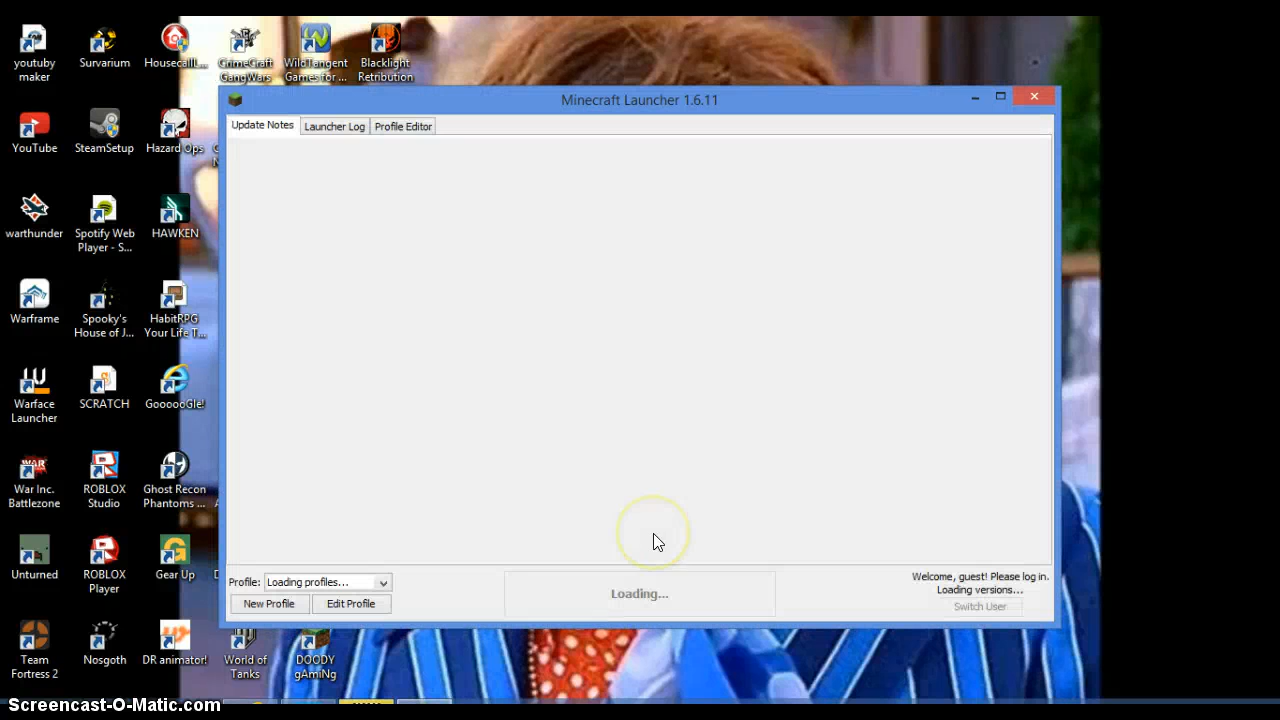 youtuby maker
Survarium
HousecallL...
CrimeCraft GangWars
WildTangent Games for ...
Blacklight Retribution
Minecraft Launcher 1.6.11
Update Notes
Launcher Log
Profile Editor
YouTube
SteamSetup
Hazard Ops
warthunder
Spotify Web Player - S...
HAWKEN
Warframe
Spooky's House of J...
HabitRPG Your Life T...
Warface Launcher
SCRATCH
GoooooGle!
War Inc. Battlezone
ROBLOX Studio
Ghost Recon Phantoms ...
Unturned
ROBLOX Player
Gear Up
Profile:
Loading profiles...
New Profile
Edit Profile
Loading...
Welcome, guest! Please log in.
Loading versions...
Switch User
Team Fortress 2
Nosgoth
DR animator!
World of Tanks
DOODY gAmiNg
Screencast-O-Matic.com